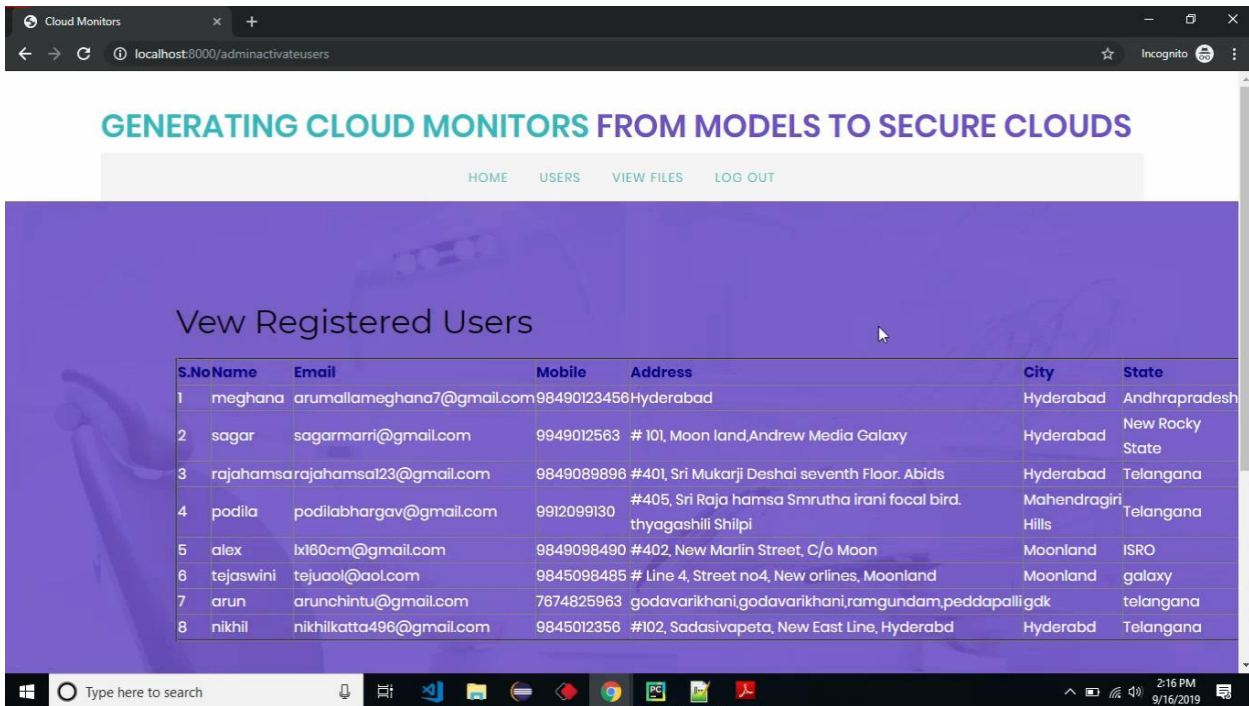 Cloud Monitors
localhost:8000/adminactivateusers
Incognito
GENERATING CLOUD MONITORS FROM MODELS TO SECURE CLOUDS
HOME USERS VIEW FILES LOG OUT
Vew Registered Users
S.No Name Email Mobile Address City State
1 meghana arumallameghana7@gmail.com 98490123456 Hyderabad Hyderabad Andhrapradesh
2 sagar sagarmarri@gmail.com 9949012563 # 101, Moon land,Andrew Media Galaxy Hyderabad New Rocky
State
3 rajahamsa rajahamsa123@gmail.com 9849089896 #401, Sri Mukarji Deshai seventh Floor. Abids Hyderabad Telangana
4 podila podilabhargav@gmail.com 9912099130 #405, Sri Raja hamsa Smrutha irani focal bird. Mahendragiri Telangana
thyagashili Shilpi Hills
5 alex lx160cm@gmail.com 9849098490 #402, New Marlin Street, C/o Moon Moonland ISRO
6 tejaswini tejuaol@aol.com 9845098485 # Line 4, Street no4, New orlines, Moonland Moonland galaxy
7 arun arunchintu@gmail.com 7674825963 godavarikhani,godavarikhani,ramgundam,peddapalli gdk telangana
8 nikhil nikhilkatta496@gmail.com 9845012356 #102, Sadasivapeta, New East Line, Hyderabd Hyderabd Telangana
Type here to search
PC
2:16 PM
9/16/2019